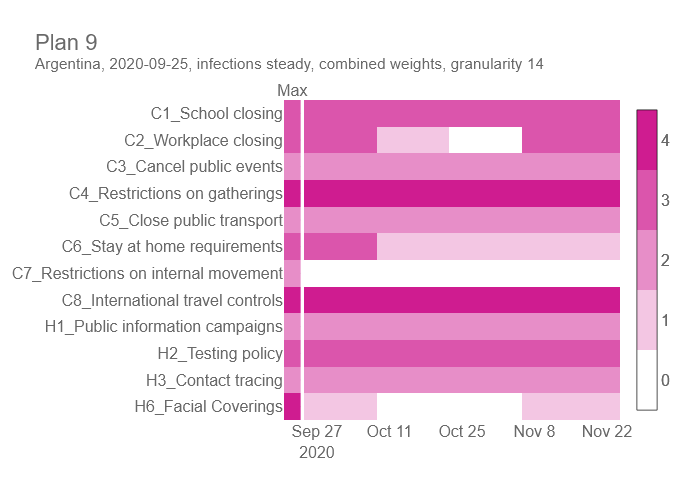 Plan 9
Argentina, 2020-09-25, infections steady, combined weights, granularity 14
Max
C1_School closing
C2_Workplace closing
C3_Cancel public events
C4_Restrictions on gatherings
C5_Close public transport
C6_Stay at home requirements
C7_Restrictions on internal movement
C8_International travel controls
H1_Public information campaigns
H2_Testing policy
H3_Contact tracing
H6_Facial Coverings
4
3
2
1
0
Sep 27 Oct 11 Oct 25 Nov 8 Nov 22
2020